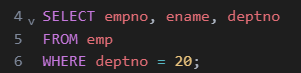 4 SELECT empno, ename, deptno
5 FROM emp
6 WHERE deptno = 20;